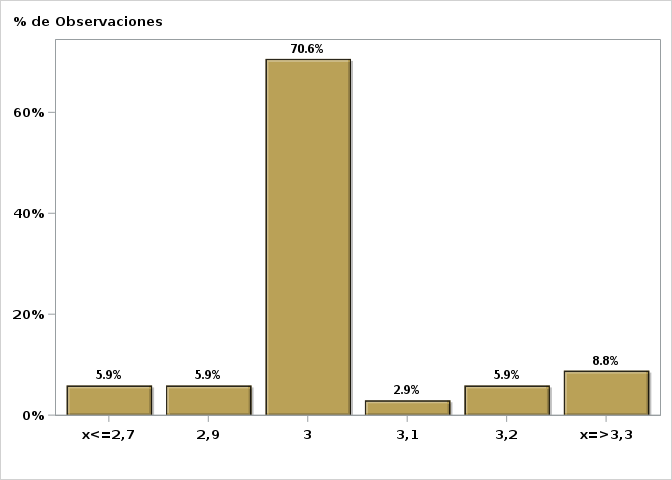 % de Observaciones
70.6%
60%
40%
20%
8.8%
5.9% 5.9% 5.9%
2.9%
0%
x<=2,7 2,9 3 3,1 3,2 x=>3,3